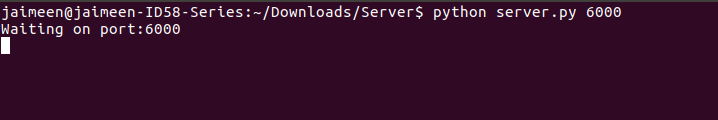 jaimeen@jaimeen-ID58-Series:~/Downloads/Server$ python server.py 6000
Waiting on port:6000